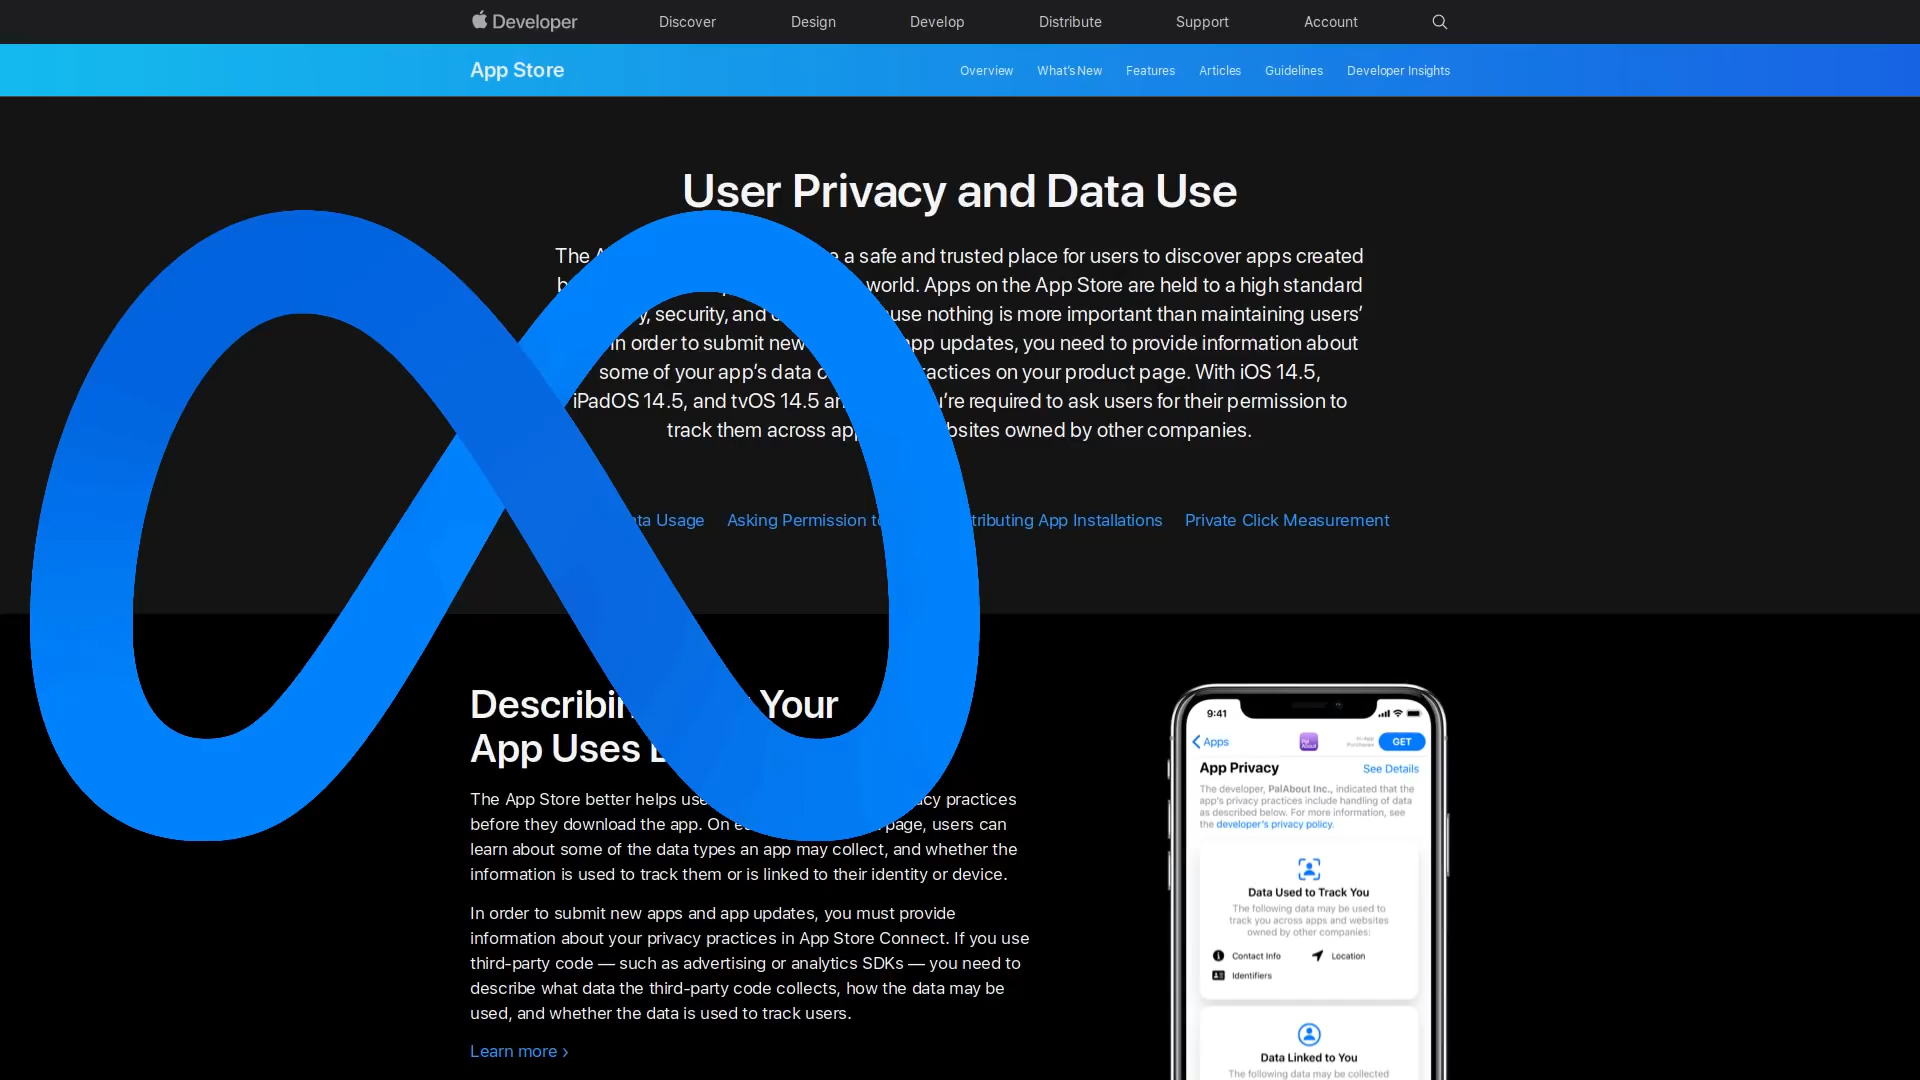 Developer
Discover
Design
Develop
Distribute
Support
Account
App Store
Overview
What's New
Features
Articles
Guidelines
Developer Insights
User Privacy and Data Use
The a safe and trusted place for users to discover apps created
world. Apps on the App Store are held to a high standard
security, and nothing is more important than maintaining users’
in order to submit new app updates, you need to provide information about
some of your app’s data on your product page. With iOS 14.5,
iPadOS 14.5, and tvOS 14.5 required to ask users for their permission to
track them across owned by other companies.
Usage
Asking Permission
App Installations
Private Click Measurement
Your
App Uses
The App Store better helps practices
before they download the app. On page, users can
learn about some of the data types an app may collect, and whether the
information is used to track them or is linked to their identity or device.
In order to submit new apps and app updates, you must provide
information about your privacy practices in App Store Connect. If you use
third-party code — such as advertising or analytics SDKs — you need to
describe what data the third-party code collects, how the data may be
used, and whether the data is used to track users.
Learn more ›
9:41
Apps
In-App
Purchases
GET
App Privacy
See Details
The developer, PalAbout Inc., indicated that the
app’s privacy practices include handling of data
as described below. For more information, see
the developer’s privacy policy.
Data Used to Track You
The following data may be used to
track you across apps and websites
owned by other companies:
Contact Info
Location
Identifiers
Data Linked to You
The following data may be collected